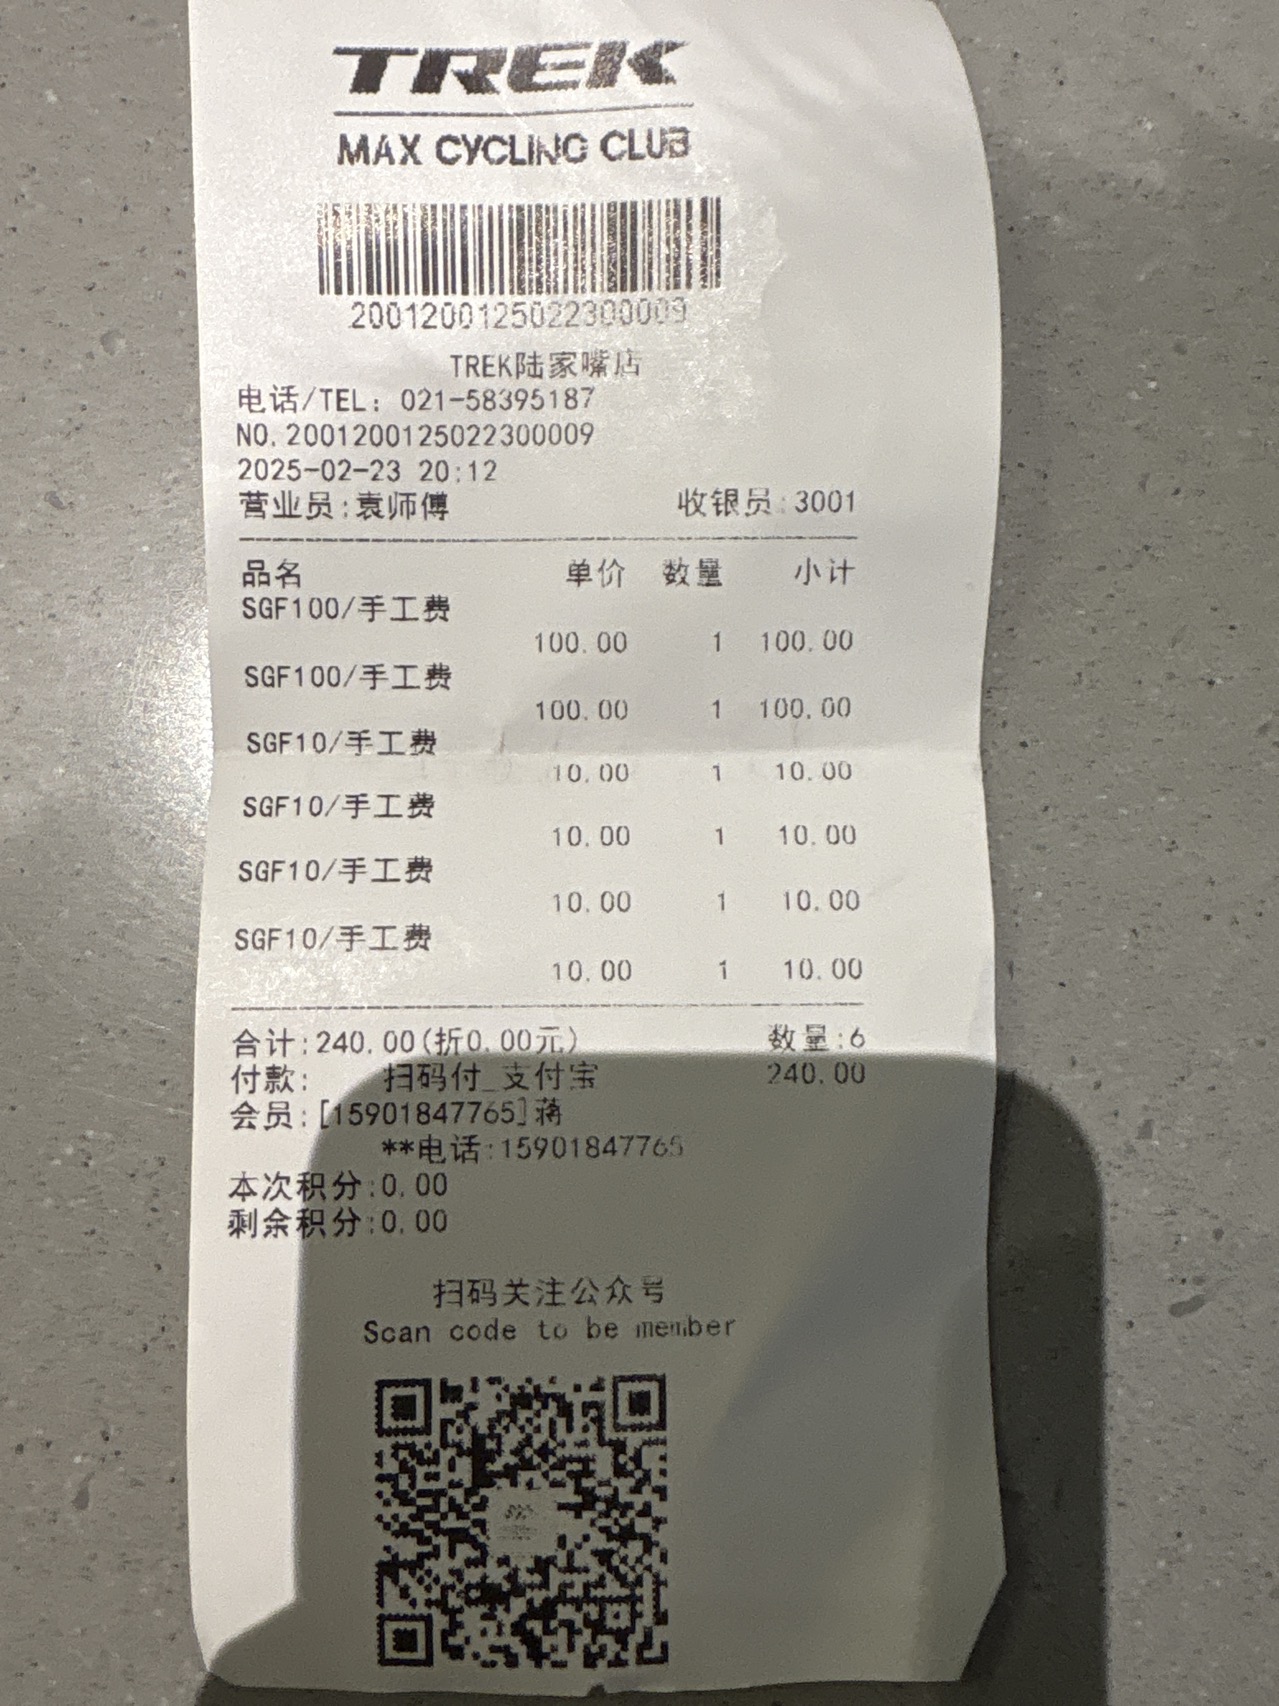 TREK
MAX CYCLING CLUB
2001200125022300009
TREK陆家嘴店
电话/TEL: 021-58395187
NO.2001200125022300009
2025-02-23 20:12
营业员:袁师傅 收银员:3001
品名 单价 数量 小计
SGF100/手工费
100.00 1 100.00
SGF100/手工费
100.00 1 100.00
SGF10/手工费
10.00 1 10.00
SGF10/手工费
10.00 1 10.00
SGF10/手工费
10.00 1 10.00
SGF10/手工费
10.00 1 10.00
合计:240.00(折0.00元) 数量:6
付款: 扫码付_支付宝 240.00
会员:[15901847765]蒋
**电话:15901847765
本次积分:0.00
剩余积分:0.00
扫码关注公众号
Scan code to be member